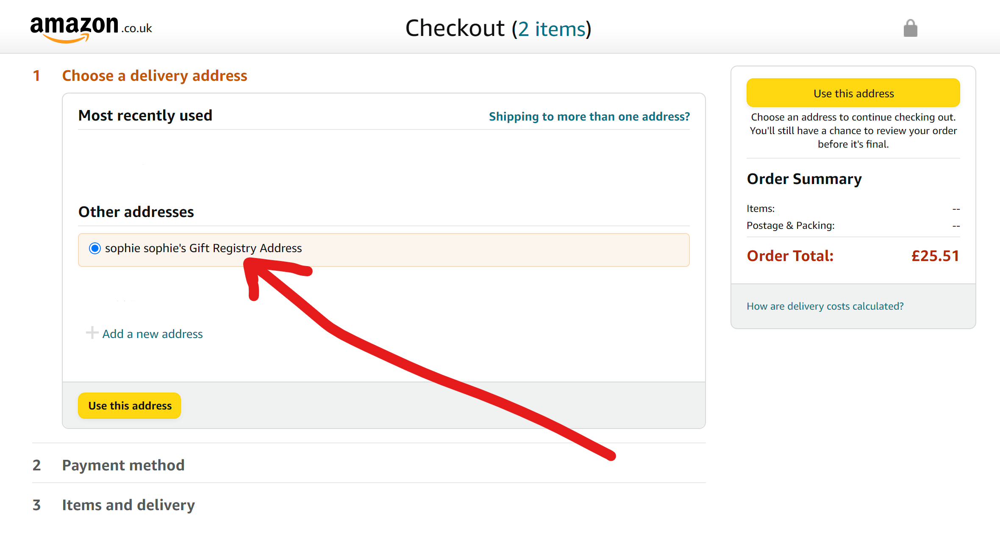 amazon.co.uk
Checkout (2 items)
1 Choose a delivery address
Most recently used
Shipping to more than one address?
Other addresses
sophie sophie's Gift Registry Address
Add a new address
Use this address
2 Payment method
3 Items and delivery
Use this address
Choose an address to continue checking out.
You'll still have a chance to review your order
before it's final.
Order Summary
Items: --
Postage & Packing: --
Order Total: £25.51
How are delivery costs calculated?